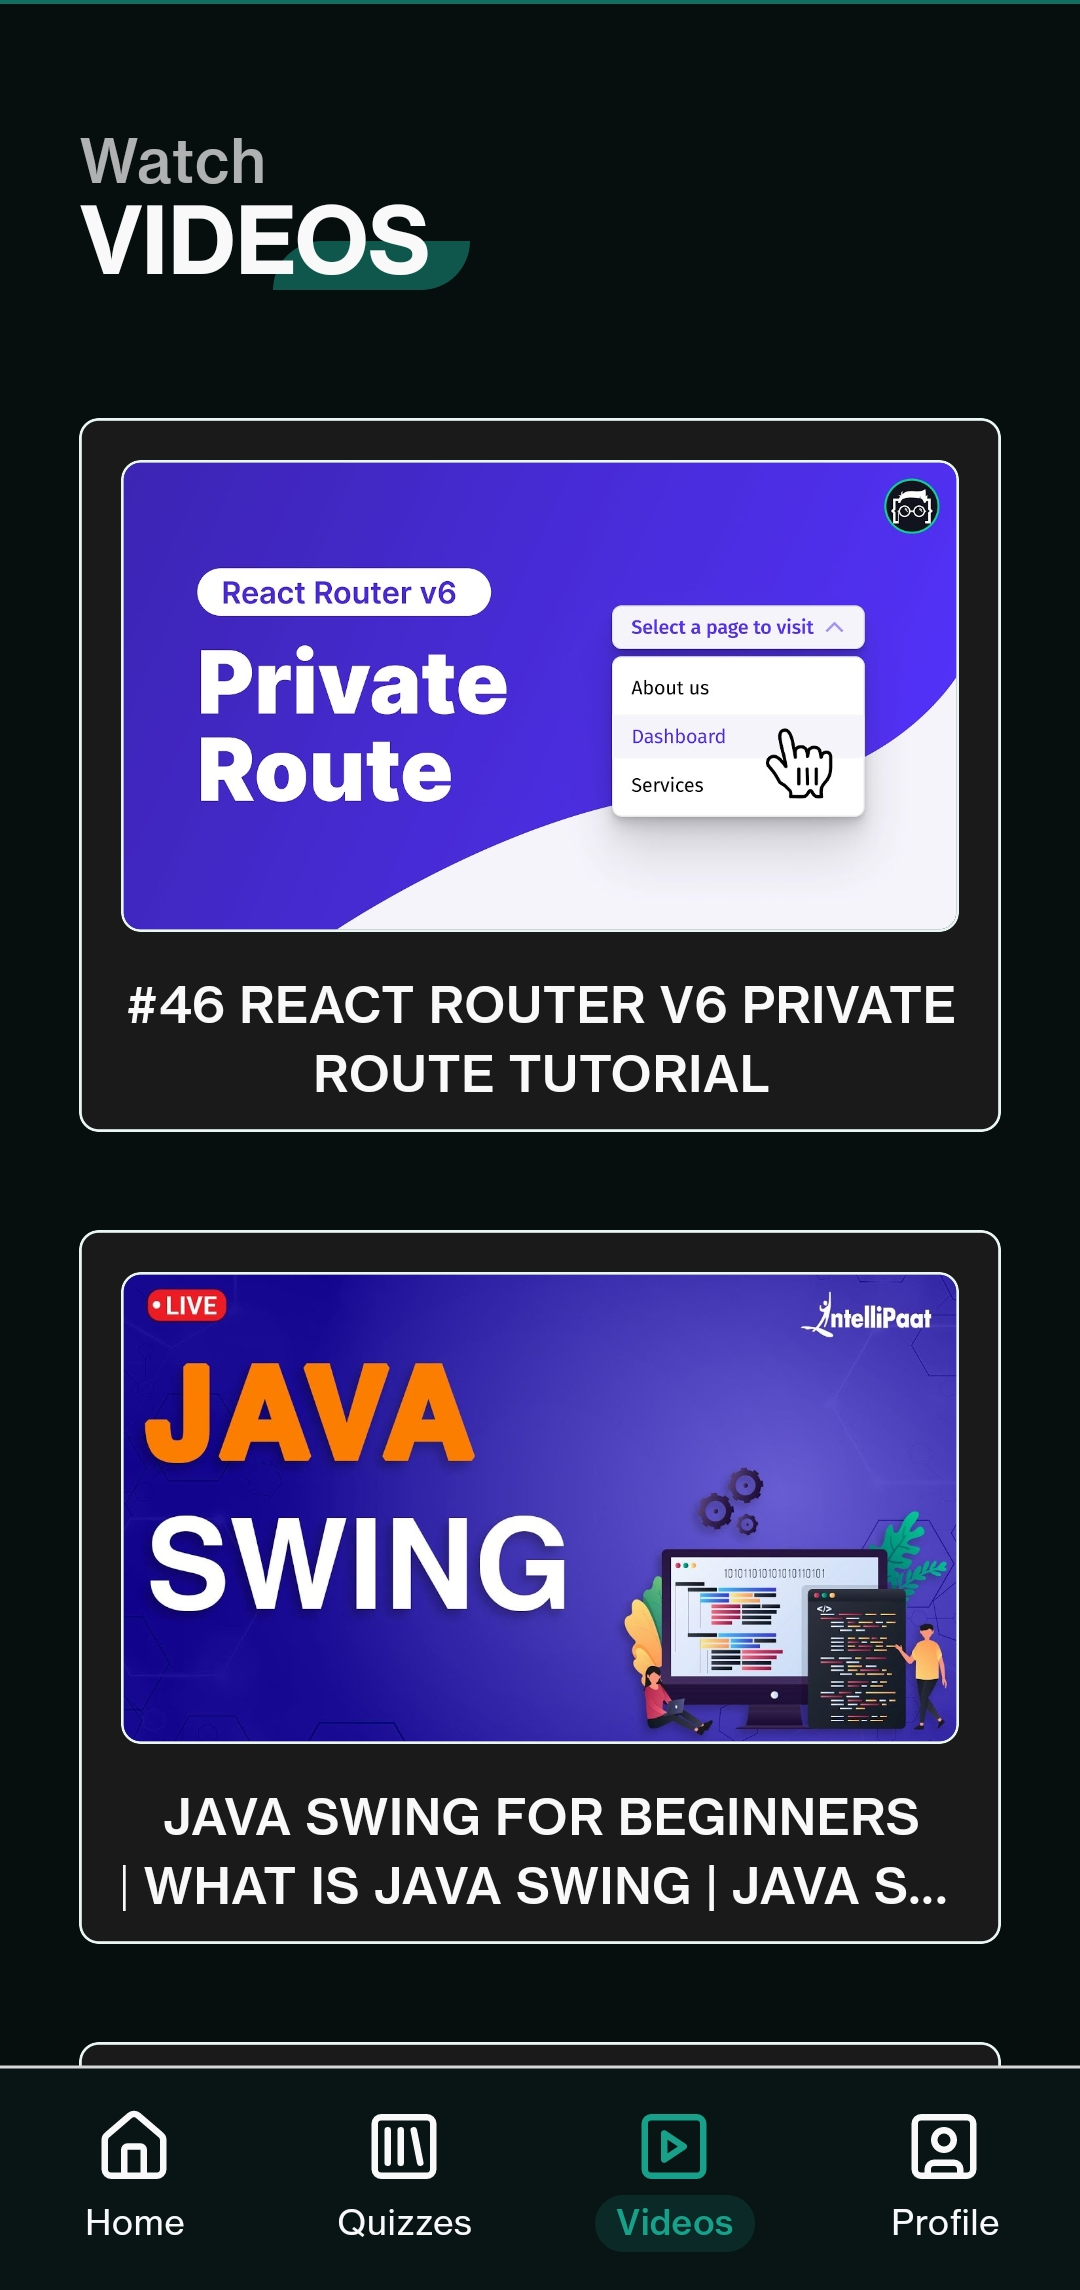 Watch
VIDEOS
React Router v6
Private
Route
Select a page to visit
About us
Dashboard
Services
#46 REACT ROUTER V6 PRIVATE
ROUTE TUTORIAL
LIVE
IntelliPaat
JAVA
SWING
</>
JAVA SWING FOR BEGINNERS
| WHAT IS JAVA SWING | JAVA S...
Home
Quizzes
Videos
Profile